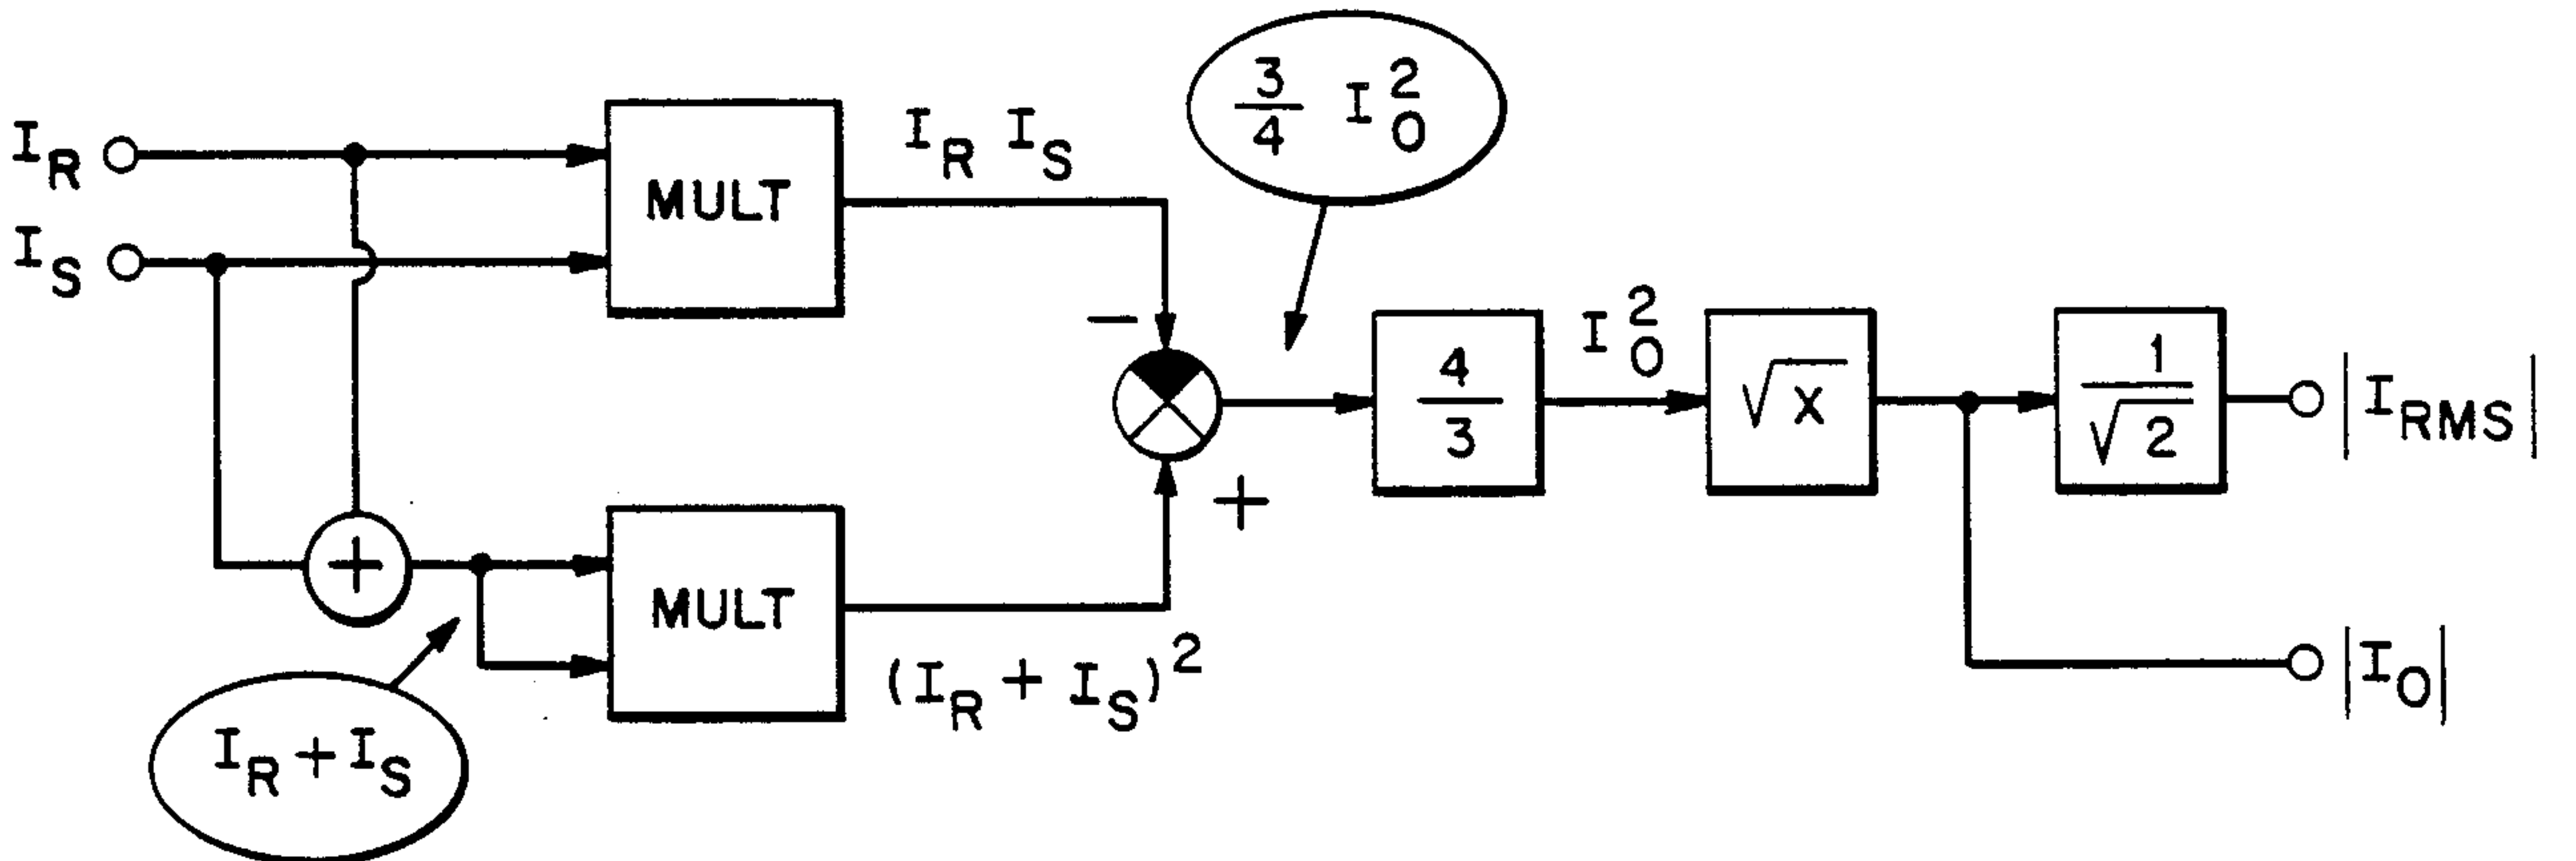 I_R
I_S
MULT
I_R I_S
3/4 I_0^2
−
4/3
I_0^2
√x
1/√2
|I_RMS|
+
+
MULT
(I_R + I_S)^2
|I_0|
I_R + I_S